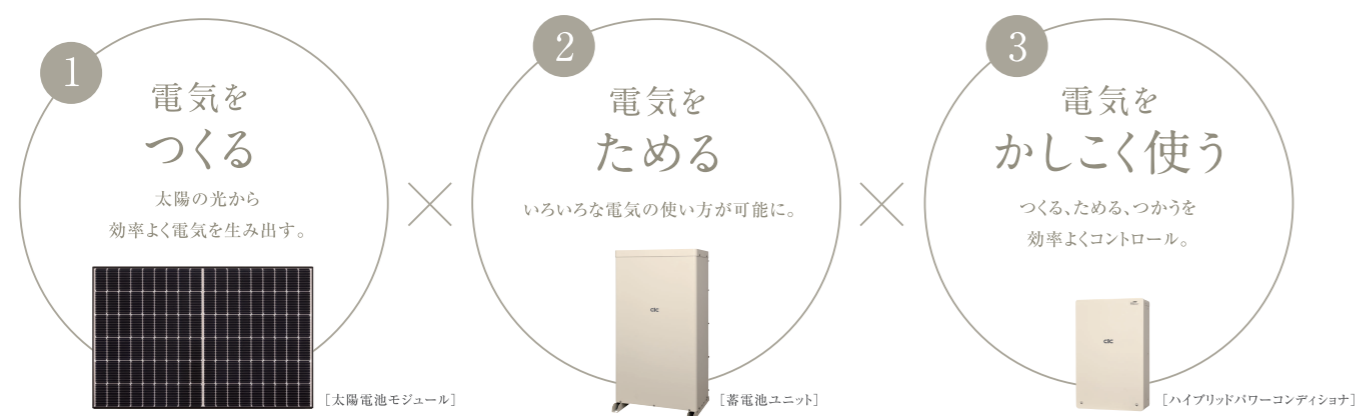 1
電気を
つくる
太陽の光から
効率よく電気を生み出す。
[太陽電池モジュール]
2
電気を
ためる
いろいろな電気の使い方が可能に。
[蓄電池ユニット]
3
電気を
かしこく使う
つくる、ためる、つかうを
効率よくコントロール。
[ハイブリッドパワーコンディショナ]